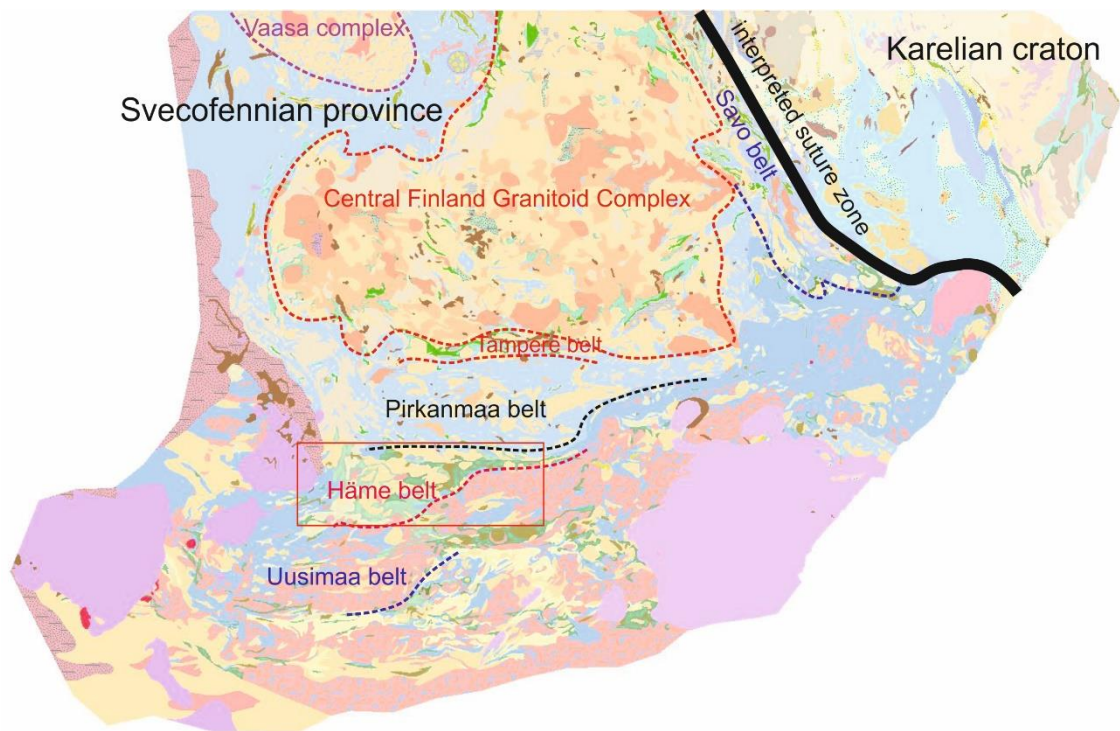 Vaasa complex
Karelian craton
Svecofennian province
interpreted suture zone
Savo belt
Central Finland Granitoid Complex
Tampere belt
Pirkanmaa belt
Häme belt
Uusimaa belt